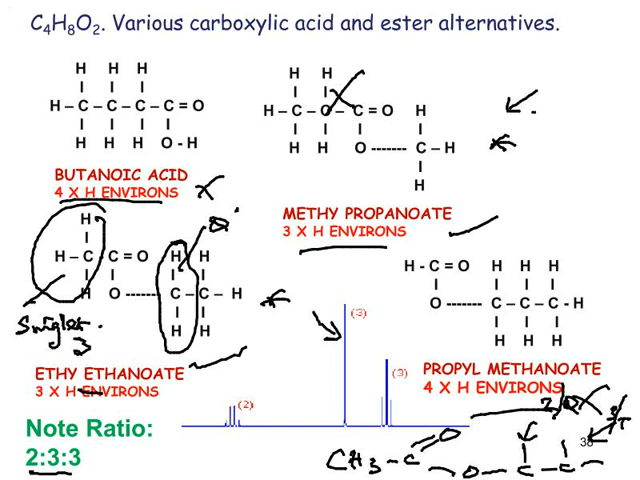 C₄H₈O₂. Various carboxylic acid and ester alternatives.
H H H
H – C – C – C – C = O
H H H O - H
BUTANOIC ACID
4 X H ENVIRONS
H H
H – C – C – C = O H
H H O ------- C – H
H
METHY PROPANOATE
3 X H ENVIRONS
H
H – C – C = O H H
H O ------ C – C – H
H H
Singlet.
3
ETHY ETHANOATE
3 X H ENVIRONS
H – C = O H H H
O ------- C – C – C - H
H H H
PROPYL METHANOATE
4 X H ENVIRONS
(2)
(3)
(3)
Note Ratio:
2:3:3
38
CH3 – C = O
– O – C – C –